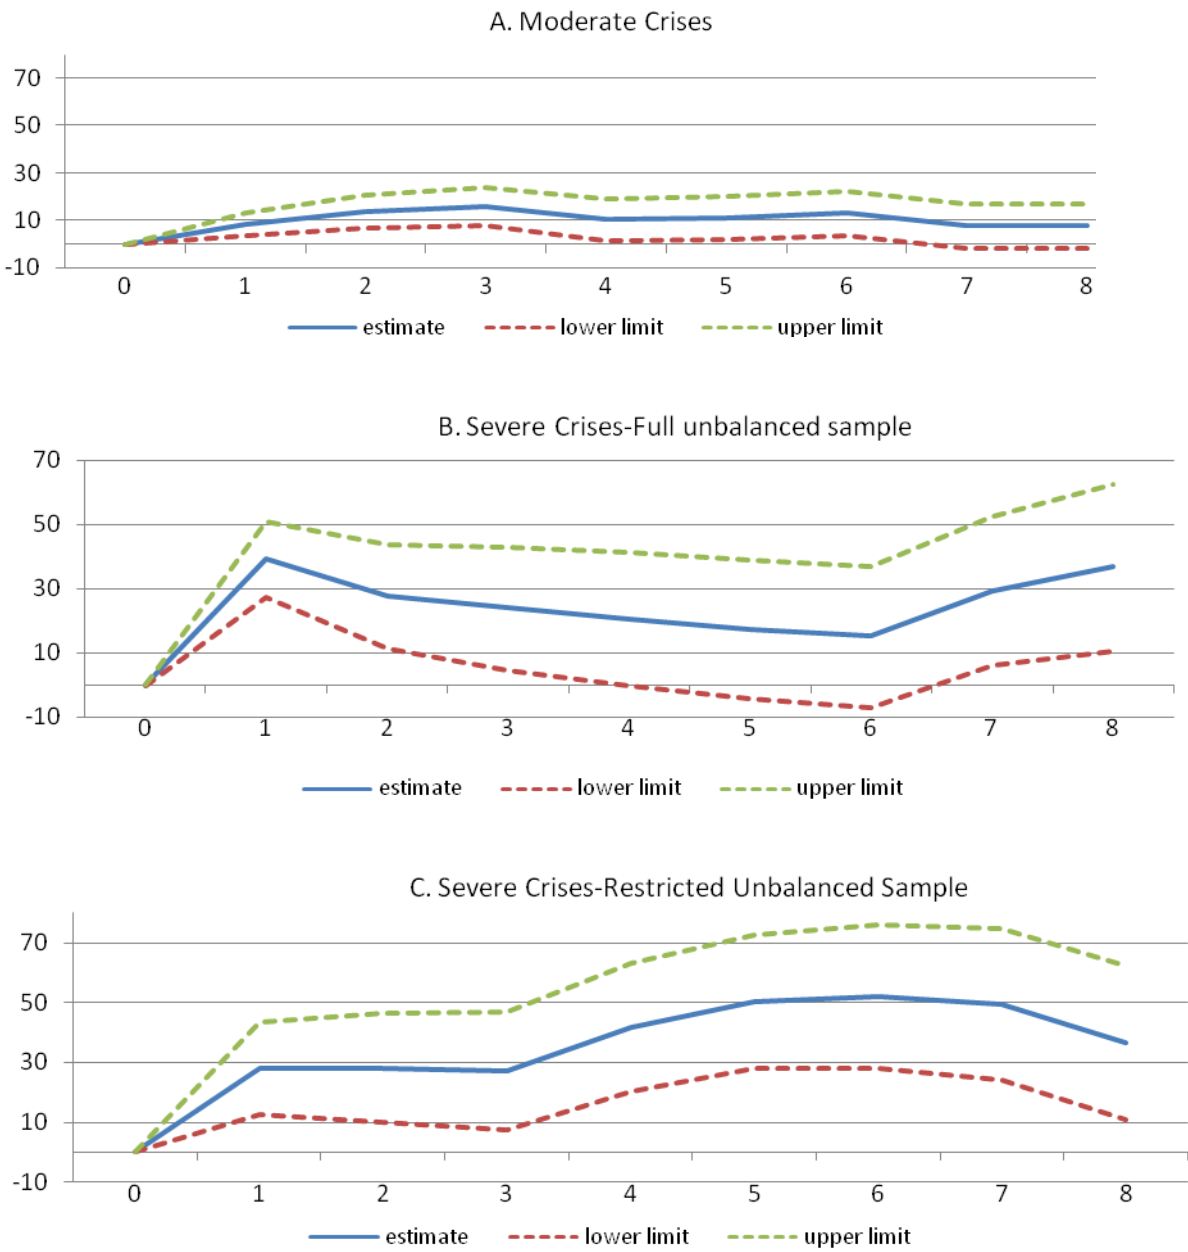 A. Moderate Crises
70
50
30
10
-10
0 1 2 3 4 5 6 7 8
estimate lower limit upper limit
B. Severe Crises-Full unbalanced sample
70
50
30
10
-10
0 1 2 3 4 5 6 7 8
estimate lower limit upper limit
C. Severe Crises-Restricted Unbalanced Sample
70
50
30
10
-10
0 1 2 3 4 5 6 7 8
estimate lower limit upper limit